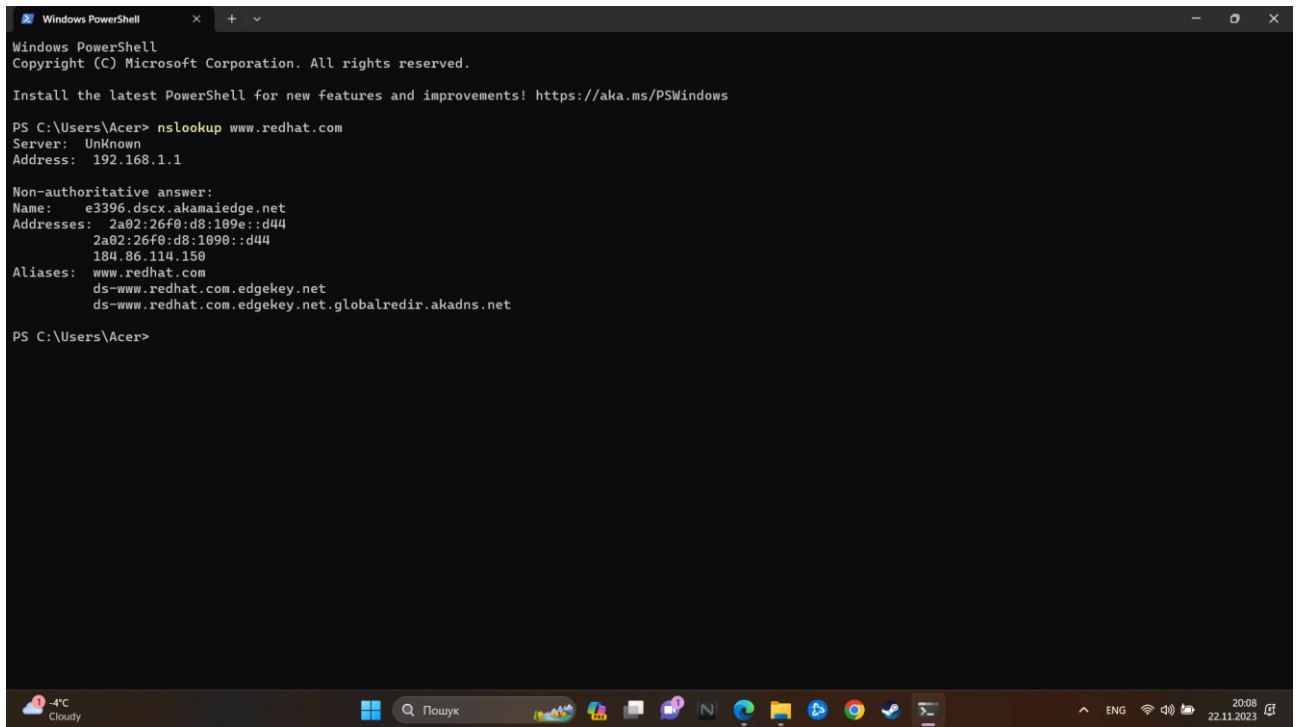 Windows PowerShell
Windows PowerShell
Copyright (C) Microsoft Corporation. All rights reserved.
Install the latest PowerShell for new features and improvements! https://aka.ms/PSWindows
PS C:\Users\Acer> nslookup www.redhat.com
Server:  UnKnown
Address:  192.168.1.1
Non-authoritative answer:
Name:    e3396.dscx.akamaiedge.net
Addresses:  2a02:26f0:d8:109e::d44
2a02:26f0:d8:1090::d44
184.86.114.150
Aliases:  www.redhat.com
ds-www.redhat.com.edgekey.net
ds-www.redhat.com.edgekey.net.globalredir.akadns.net
PS C:\Users\Acer>
1 -4°C
Cloudy
Пошук
1
ENG
20:08
22.11.2023